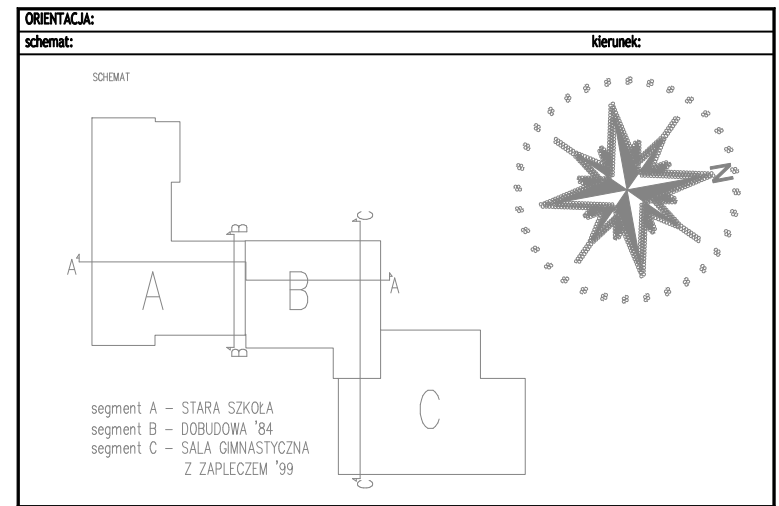 ORIENTACJA:
schemat:
kierunek:
SCHEMAT
N
C
B
A
A
B
A
B
C
segment A – STARA SZKOŁA
segment B – DOBUDOWA '84
segment C – SALA GIMNASTYCZNA
Z ZAPLECZEM '99
C